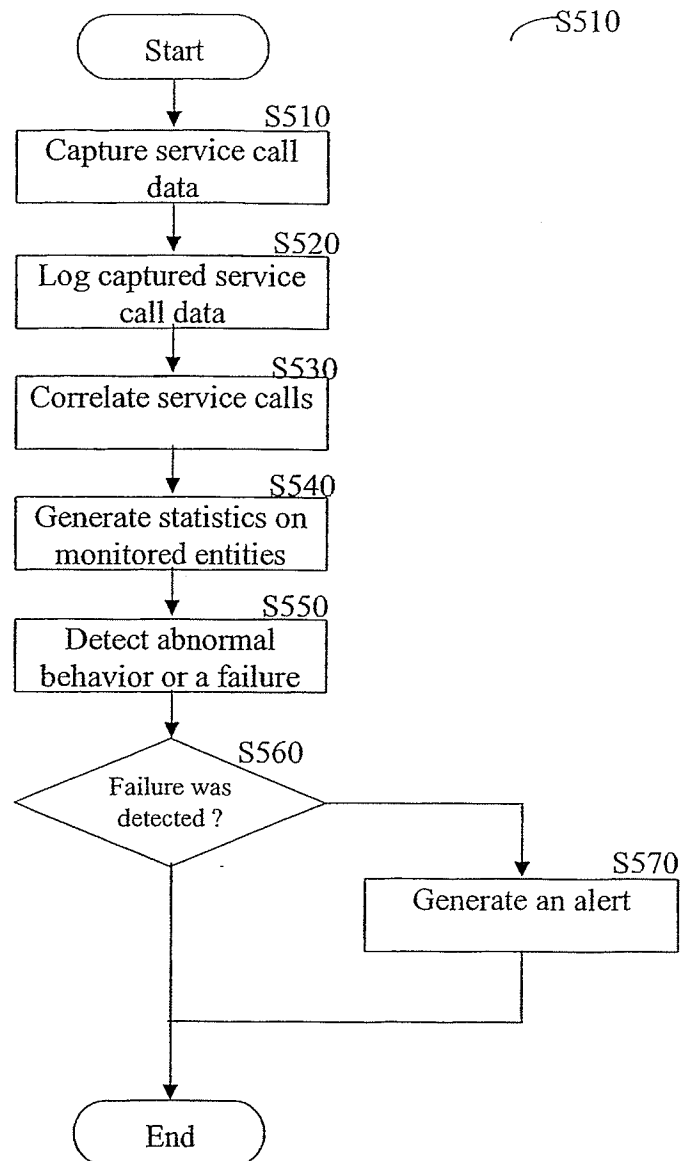 S510
Start
S510
Capture service call
data
S520
Log captured service
call data
S530
Correlate service calls
S540
Generate statistics on
monitored entities
S550
Detect abnormal
behavior or a failure
S560
Failure was
detected ?
S570
Generate an alert
End